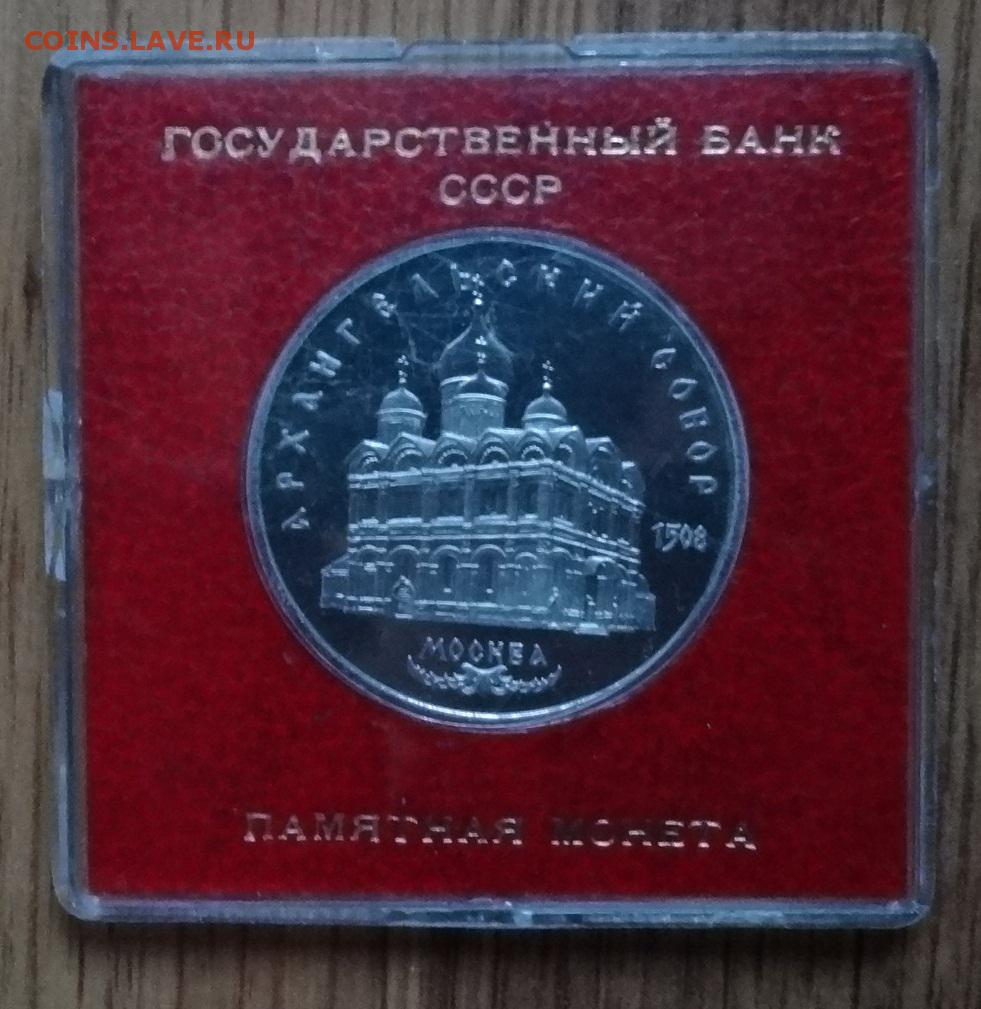 COINS.LAVE.RU
ГОСУДАРСТВЕННЫЙ БАНК
СССР
АРХАНГЕЛЬСКИЙ СОБОР
1508
МОСКВА
ПАМЯТНАЯ МОНЕТА